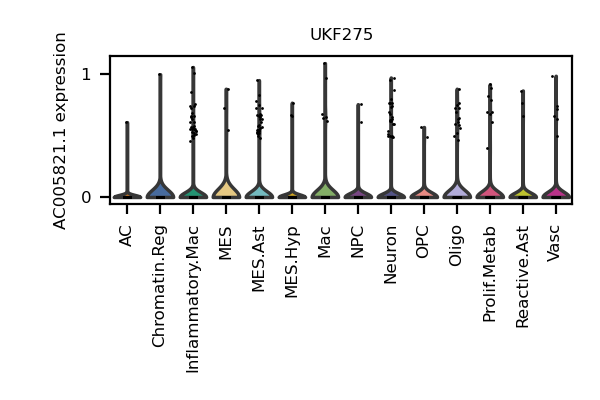 UKF275
AC005821.1 expression
1
0
AC
Chromatin.Reg
Inflammatory.Mac
MES
MES.Ast
MES.Hyp
Mac
NPC
Neuron
OPC
Oligo
Prolif.Metab
Reactive.Ast
Vasc